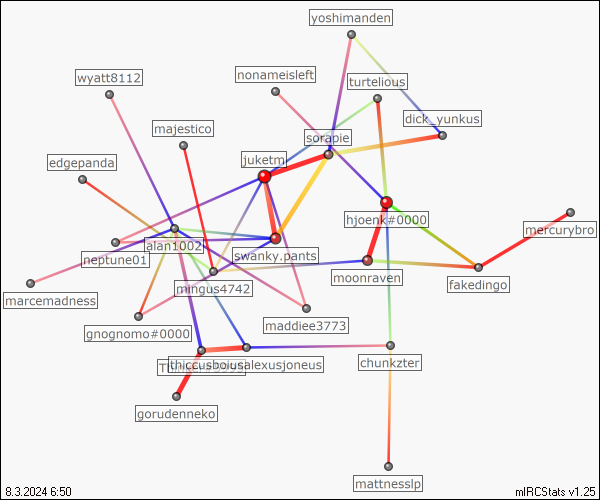 yoshimanden
nonameisleft
wyatt8112
turtelious
dick_yunkus
majestico
sorapie
juketm
edgepanda
hjoenk#0000
mercurybro
alan1002
swanky.pants
neptune01
moonraven
fakedingo
mingus4742
marcemadness
maddiee3773
gnognomo#0000
thiccusboiusalexusjoneus
chunkzter
gorudenneko
mattnesslp
8.3.2024 6:50
mIRCStats v1.25